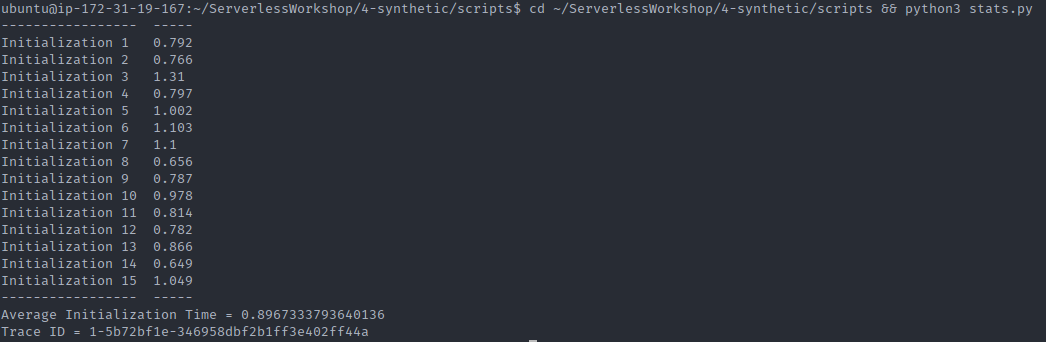 ubuntu@ip-172-31-19-167:~/ServerlessWorkshop/4-synthetic/scripts$ cd ~/ServerlessWorkshop/4-synthetic/scripts && python3 stats.py
-----------------  -----
Initialization 1   0.792
Initialization 2   0.766
Initialization 3   1.31
Initialization 4   0.797
Initialization 5   1.002
Initialization 6   1.103
Initialization 7   1.1
Initialization 8   0.656
Initialization 9   0.787
Initialization 10  0.978
Initialization 11  0.814
Initialization 12  0.782
Initialization 13  0.866
Initialization 14  0.649
Initialization 15  1.049
-----------------  -----
Average Initialization Time = 0.8967333793640136
Trace ID = 1-5b72bf1e-346958dbf2b1ff3e402ff44a